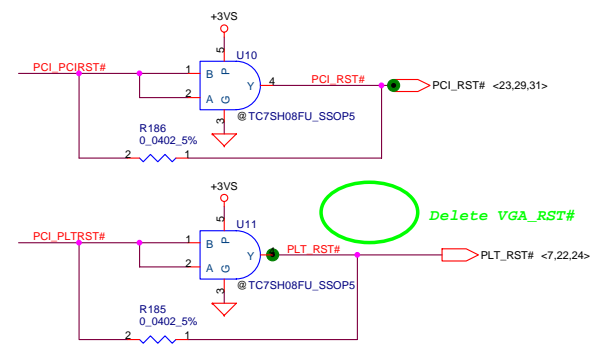 +3VS
5
U10
PCI_PCIRST#
1
B
P
Y
4
PCI_RST#
PCI_RST# <23,29,31>
2
A
G
3
@TC7SH08FU_SSOP5
R186
0_0402_5%
2
1
+3VS
5
U11
Delete VGA_RST#
PCI_PLTRST#
1
B
P
Y
PLT_RST#
PLT_RST# <7,22,24>
2
A
G
3
@TC7SH08FU_SSOP5
R185
0_0402_5%
2
1